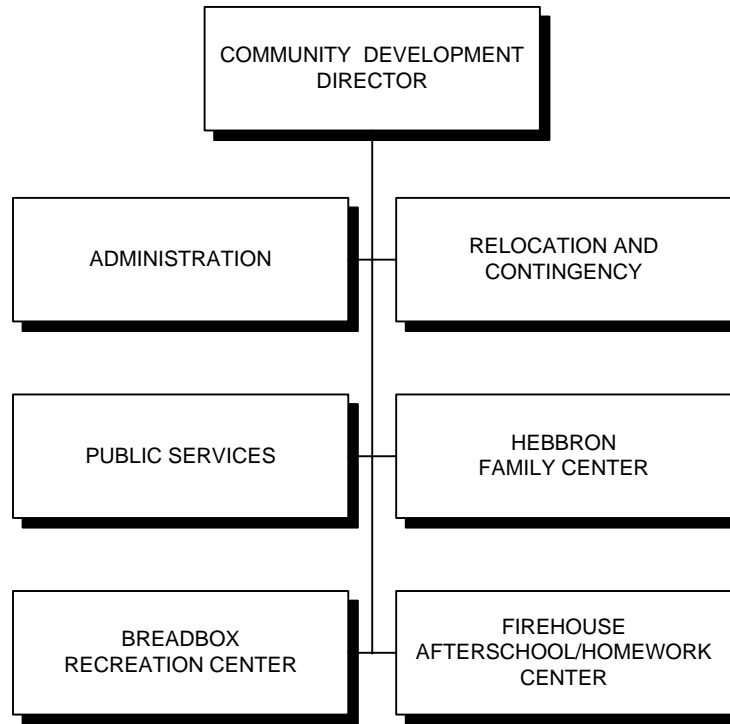 COMMUNITY DEVELOPMENT
DIRECTOR
ADMINISTRATION
RELOCATION AND
CONTINGENCY
PUBLIC SERVICES
HEBBRON
FAMILY CENTER
BREADBOX
RECREATION CENTER
FIREHOUSE
AFTERSCHOOL/HOMEWORK
CENTER